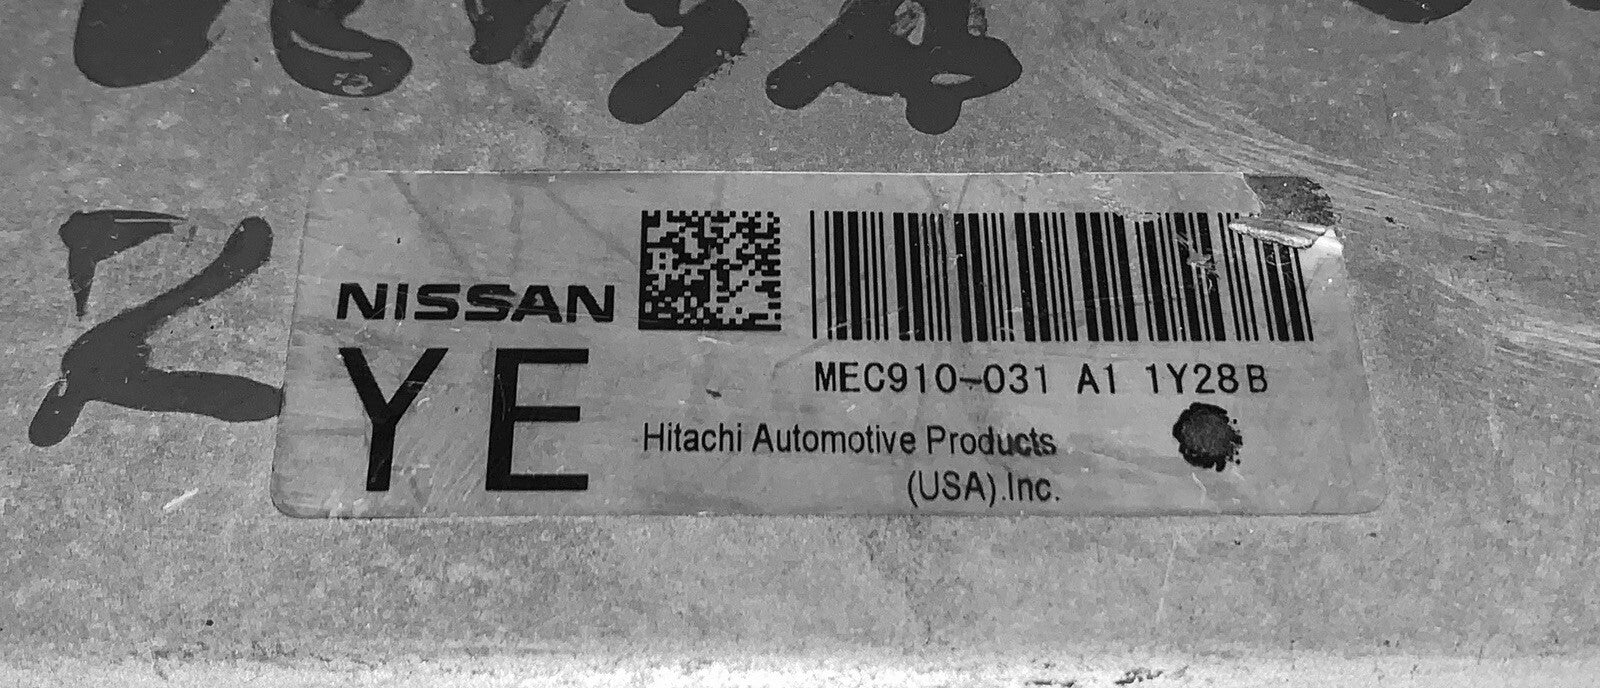 NISSAN
YE
MEC910-031 A1 1Y28B
Hitachi Automotive Products
(USA).Inc.